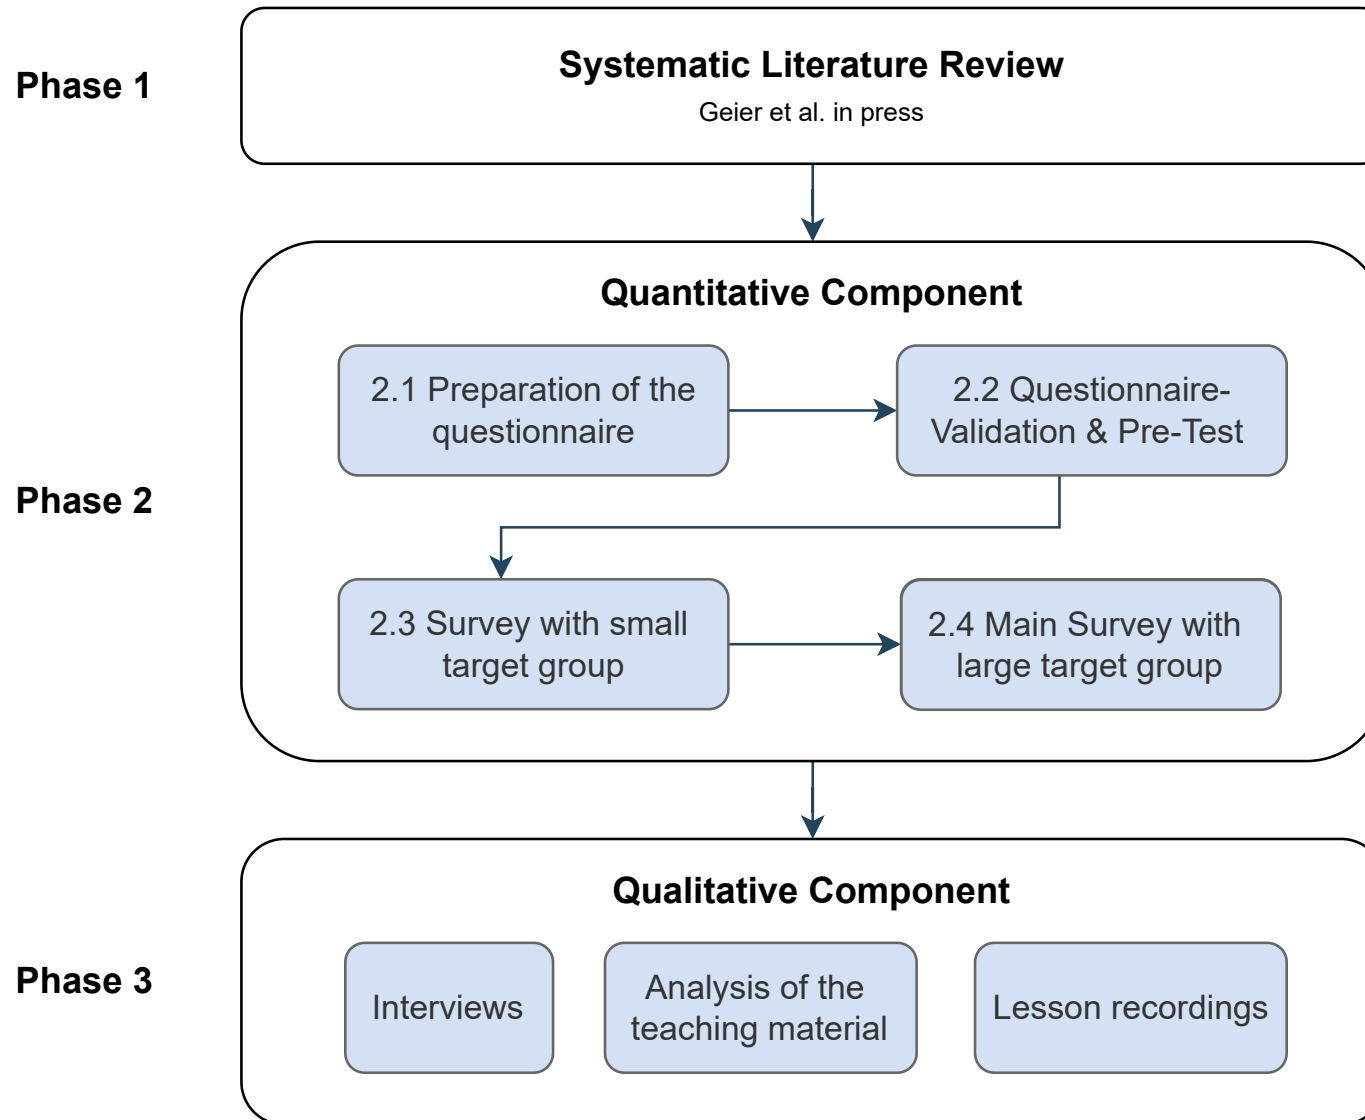 Phase 1
Systematic Literature Review
Geier et al. in press
Phase 2
Quantitative Component
2.1 Preparation of the
questionnaire
2.2 Questionnaire-
Validation & Pre-Test
2.3 Survey with small
target group
2.4 Main Survey with
large target group
Phase 3
Qualitative Component
Interviews
Analysis of the
teaching material
Lesson recordings